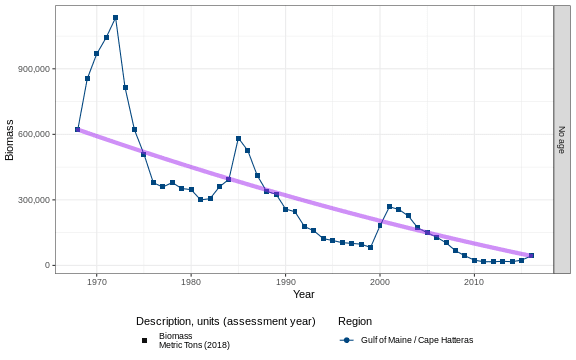 900,000
600,000
300,000
0
Biomass
1970
1980
1990
2000
2010
Year
No age
Description, units (assessment year)
Biomass
Metric Tons (2018)
Region
Gulf of Maine / Cape Hatteras